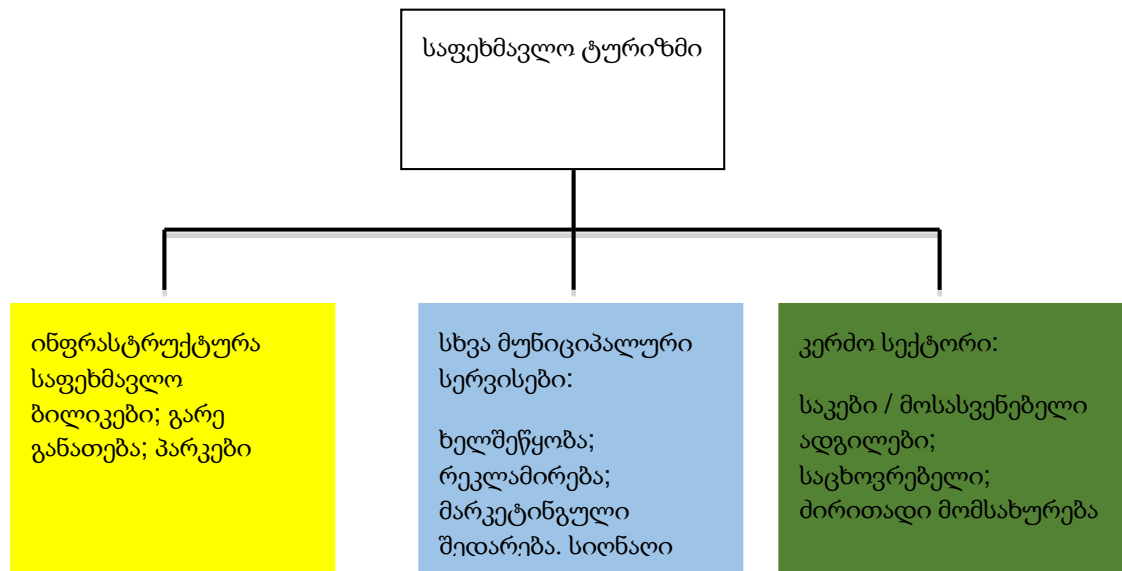 საფეხმავლო ტურიზმი
ინფრასტრუქტურა
საფეხმავლო
ბილიკები; გარე
განათება; პარკები
სხვა მუნიციპალური
სერვისები:
ხელშეწყობა;
რეკლამირება;
მარკეტინგული
შედარება. სიღნაღი
კერძო სექტორი:
საკები / მოსასვენებელი
ადგილები;
საცხოვრებელი;
ძირითადი მომსახურება